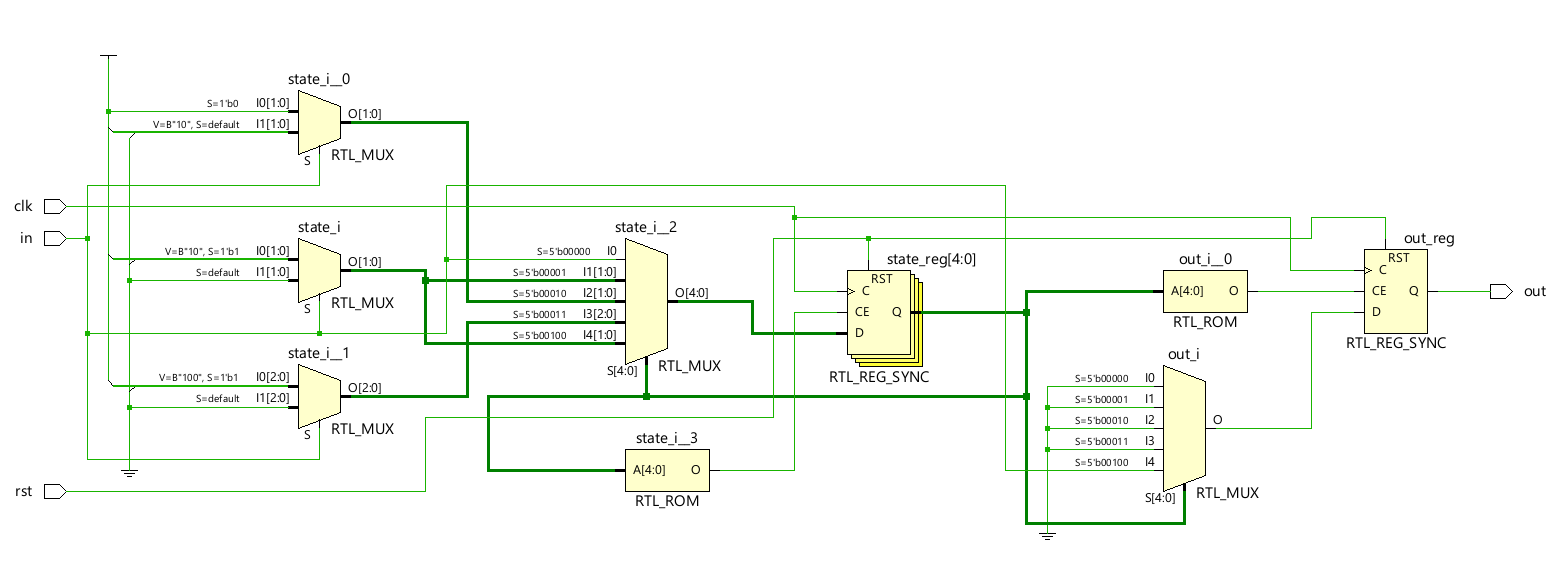 state_i__0
S=1'b0 I0[1:0]
V=B"10", S=default I1[1:0]
O[1:0]
S
RTL_MUX
clk
in
state_i
V=B"10", S=1'b1 I0[1:0]
S=default I1[1:0]
O[1:0]
S
RTL_MUX
state_i__1
V=B"100", S=1'b1 I0[2:0]
S=default I1[2:0]
O[2:0]
S
RTL_MUX
rst
state_i__2
S=5'b00000 I0
S=5'b00001 I1[1:0]
S=5'b00010 I2[1:0]
S=5'b00011 I3[2:0]
S=5'b00100 I4[1:0]
O[4:0]
S[4:0]
RTL_MUX
state_i__3
A[4:0] O
RTL_ROM
state_reg[4:0]
RST
C
CE
Q
D
RTL_REG_SYNC
out_i__0
A[4:0] O
RTL_ROM
out_i
S=5'b00000 I0
S=5'b00001 I1
S=5'b00010 I2
S=5'b00011 I3
S=5'b00100 I4
O
S[4:0]
RTL_MUX
out_reg
RST
C
CE Q
D
RTL_REG_SYNC
out